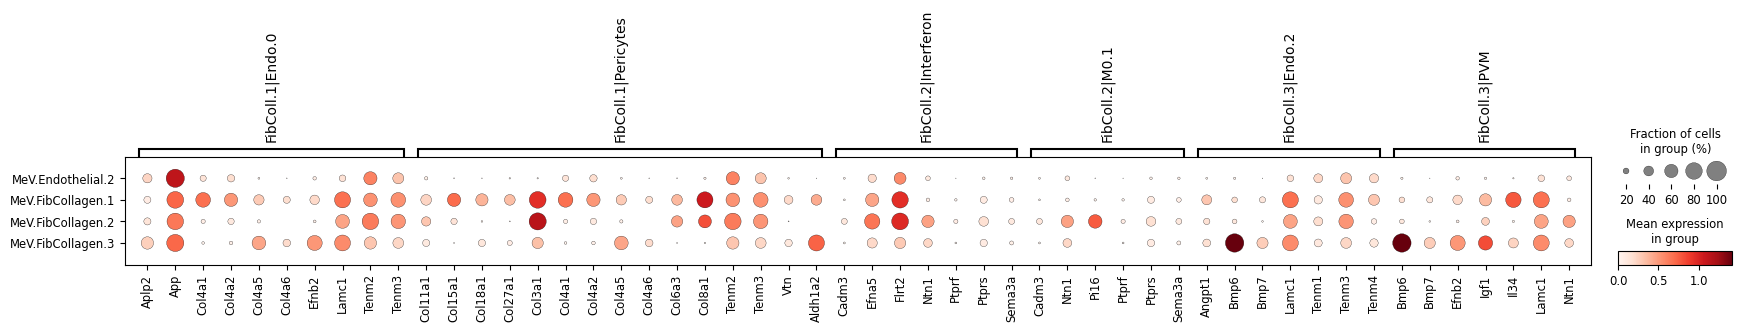 FibColl.1|Endo.0
FibColl.1|Pericytes
FibColl.2|Interferon
FibColl.2|M0.1
FibColl.3|Endo.2
FibColl.3|PVM
MeV.Endothelial.2
MeV.FibCollagen.1
MeV.FibCollagen.2
MeV.FibCollagen.3
Aplp2 App Col4a1 Col4a2 Col4a5 Col4a6 Efnb2 Lamc1 Tenm2 Tenm3 Col11a1 Col15a1 Col18a1 Col27a1 Col3a1 Col4a1 Col4a2 Col4a5 Col4a6 Col6a3 Col8a1 Tenm2 Tenm3 Vtn Aldh1a2 Cadm3 Efna5 Flrt2 Ntn1 Ptprf Ptprs Sema3a Cadm3 Ntn1 Pi16 Ptprf Ptprs Sema3a Angpt1 Bmp6 Bmp7 Lamc1 Tenm1 Tenm3 Tenm4 Bmp6 Bmp7 Efnb2 Igf1 Il34 Lamc1 Ntn1
Fraction of cells
in group (%)
20 40 60 80 100
Mean expression
in group
0.0 0.5 1.0